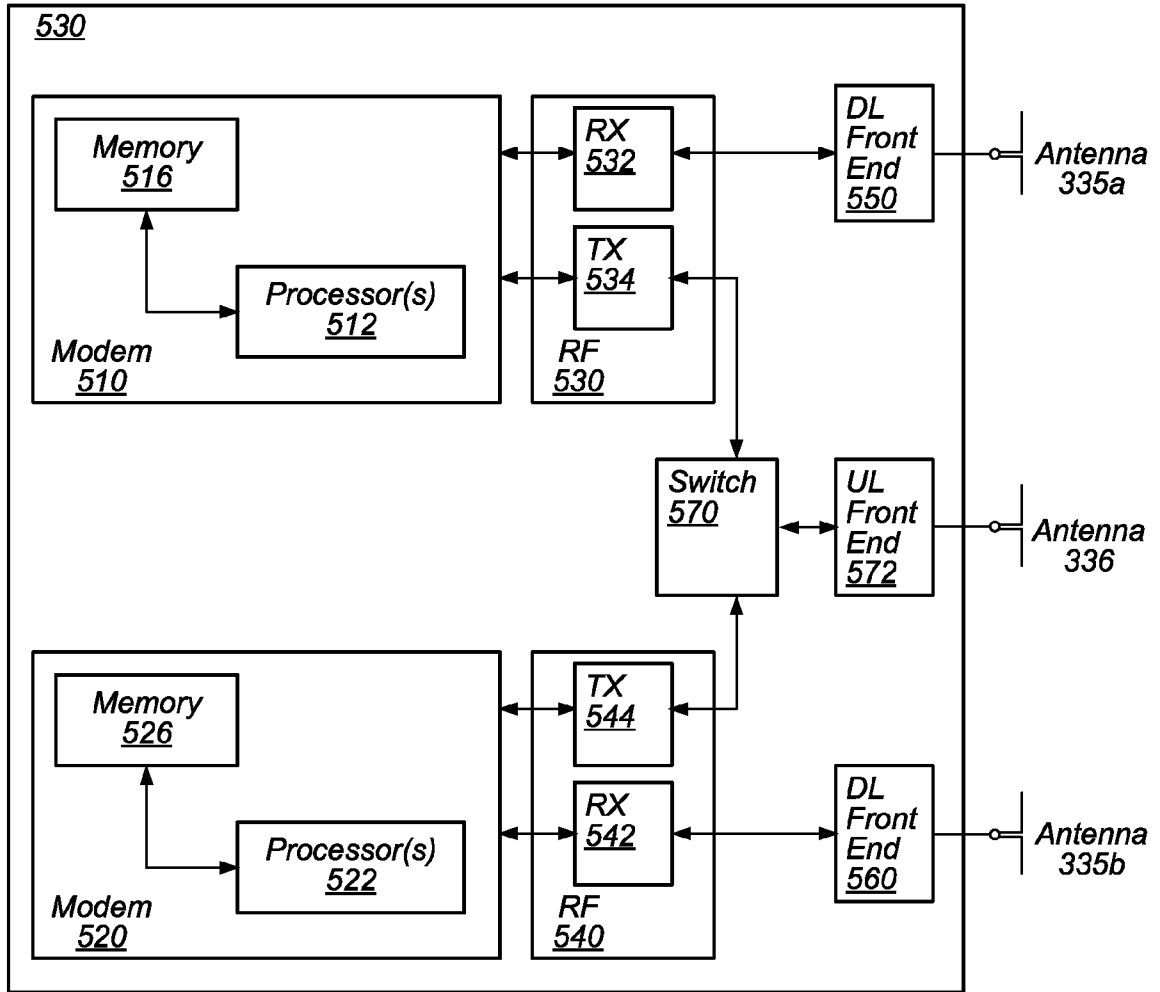 530
Memory
516
Processor(s)
512
Modem
510
RX
532
TX
534
RF
530
DL
Front
End
550
Antenna
335a
Switch
570
UL
Front
End
572
Antenna
336
Memory
526
Processor(s)
522
Modem
520
TX
544
RX
542
RF
540
DL
Front
End
560
Antenna
335b